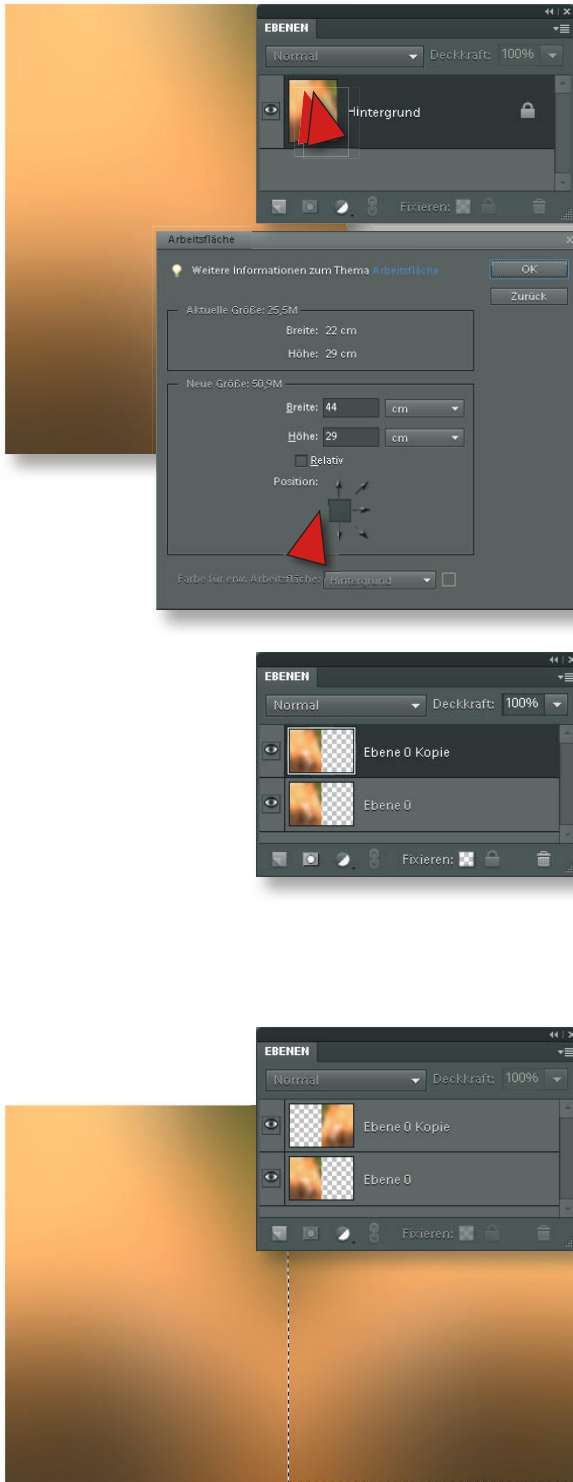 EBENEN
Normal Deckkraft: 100%
Hintergrund
Fixieren:
Arbeitsfläche
Weitere Informationen zum Thema Arbeitsfläche
OK
Zurück
Aktuelle Größe: 25,5M
Breite: 22 cm
Höhe: 29 cm
Neue Größe: 50,9M
Breite: 44 cm
Höhe: 29 cm
Relativ
Position:
Farbe für erw. Arbeitsfläche: Hintergrund
EBENEN
Normal Deckkraft: 100%
Ebene 0 Kopie
Ebene 0
Fixieren:
EBENEN
Normal Deckkraft: 100%
Ebene 0 Kopie
Ebene 0
Fixieren: